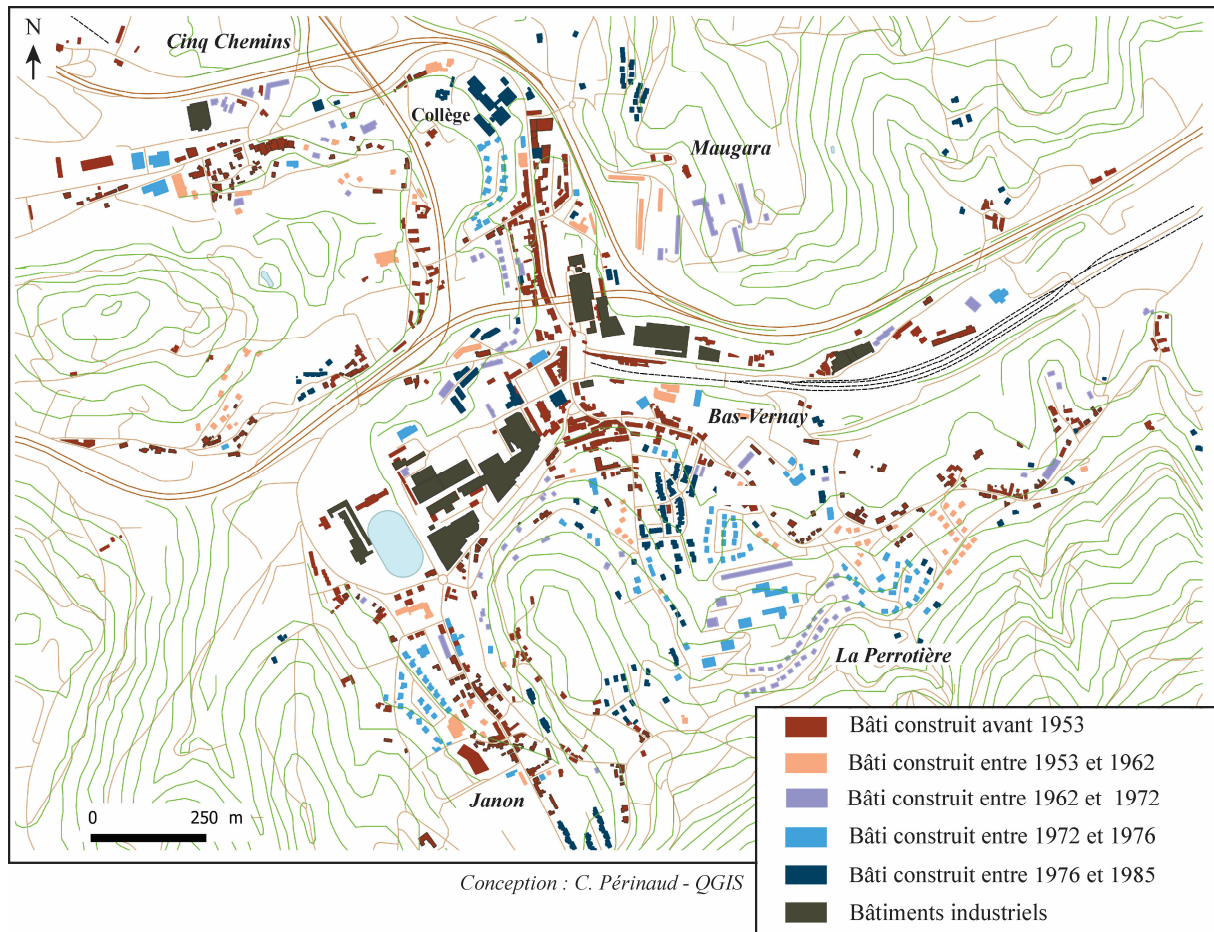 N
Cinq Chemins
Collège
Maugara
Bas-Vernay
La Perrotière
Janon
0 250 m
Bâti construit avant 1953
Bâti construit entre 1953 et 1962
Bâti construit entre 1962 et 1972
Bâti construit entre 1972 et 1976
Bâti construit entre 1976 et 1985
Bâtiments industriels
Conception : C. Périnaud - QGIS